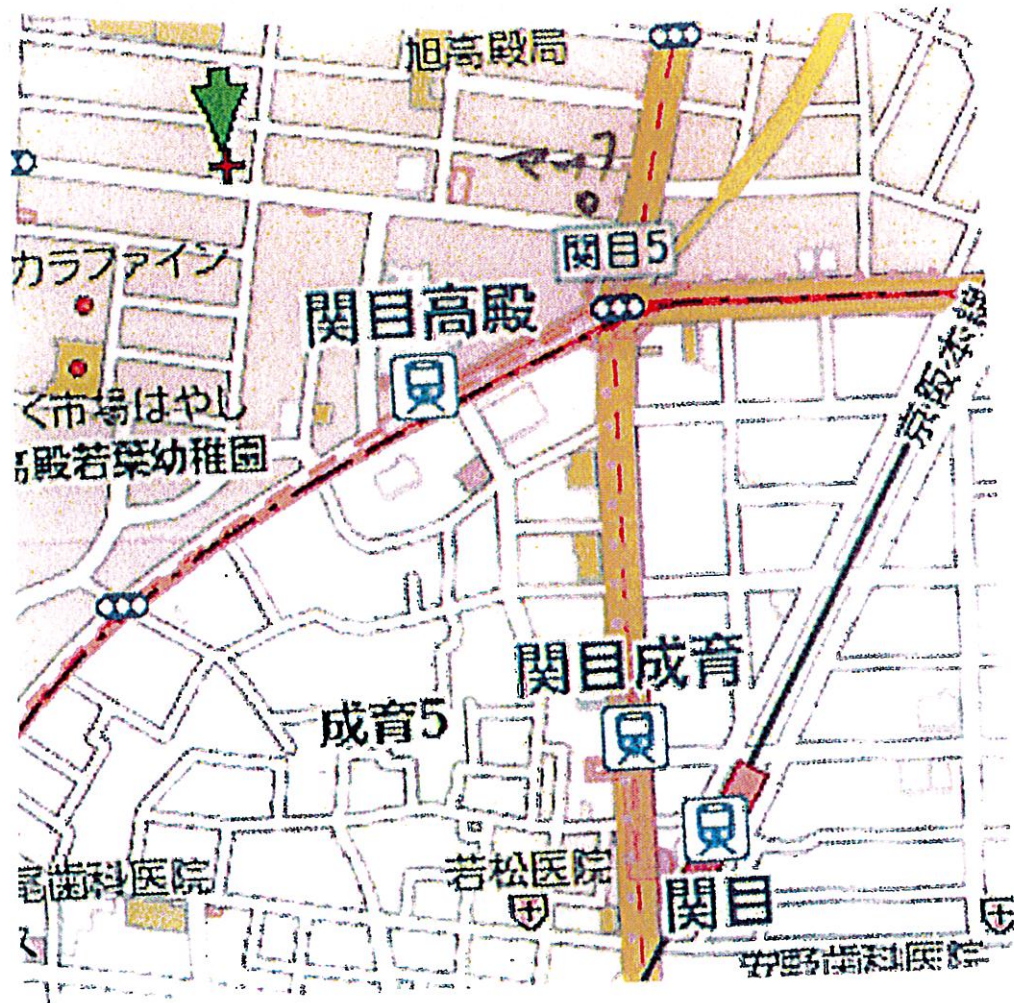 旭高殿局
マック
関目5
カラファイン
関目高殿
京阪本線
く市場はやし
高殿若葉幼稚園
関目成育
成育5
歯科医院
若松医院
関目
安野歯科医院